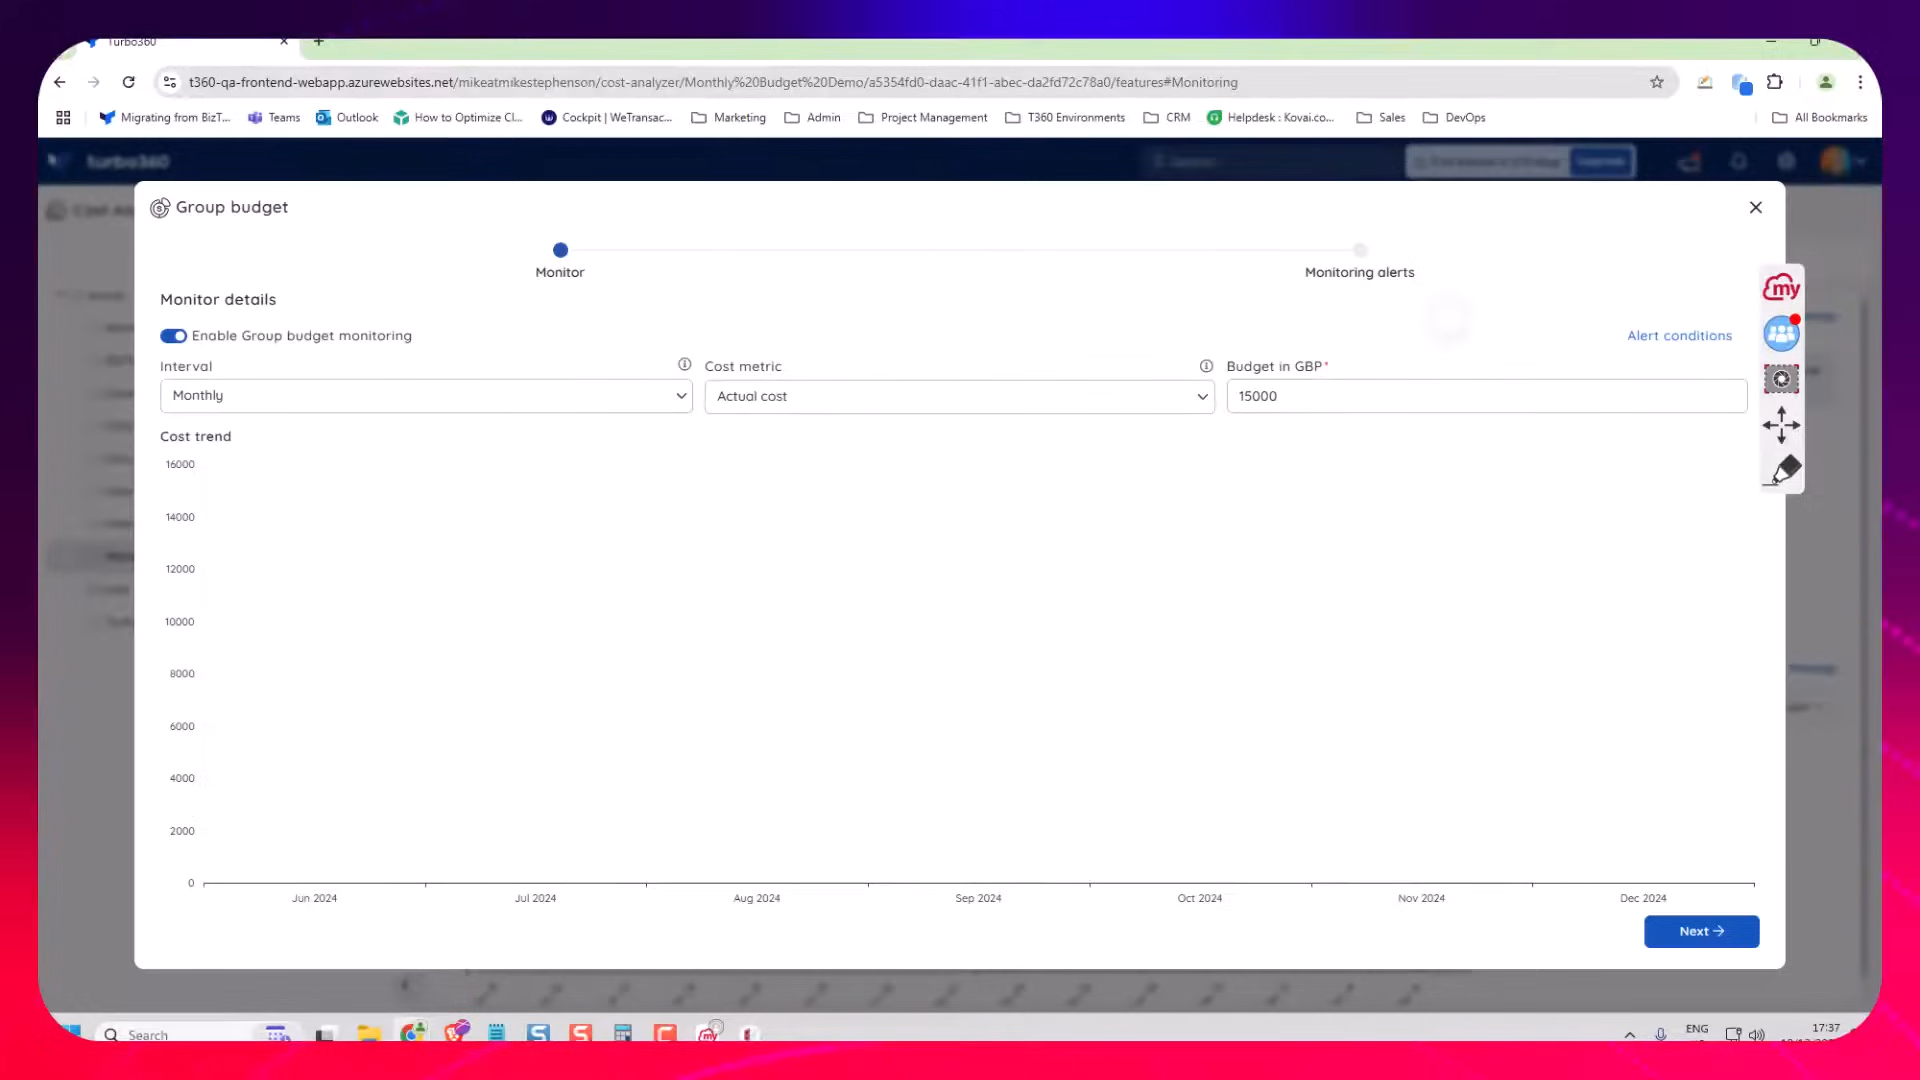 Turbo360
t360-qa-frontend-webapp.azurewebsites.net/mikeatmikestephenson/cost-analyzer/Monthly%20Budget%20Demo/a5354fd0-daac-41f1-abec-da2fd72c78a0/features#Monitoring
Migrating from BizT... Teams Outlook How to Optimize Cl... Cockpit | WeTransac... Marketing Admin Project Management T360 Environments CRM Helpdesk : Kovai.co... Sales DevOps All Bookmarks
turbo360
Group budget
Monitor Monitoring alerts
Monitor details
Enable Group budget monitoring Alert conditions
Interval Cost metric Budget in GBP*
Monthly Actual cost 15000
Cost trend
16000
14000
12000
10000
8000
6000
4000
2000
0
Jun 2024 Jul 2024 Aug 2024 Sep 2024 Oct 2024 Nov 2024 Dec 2024
Next
my
Search my ENG 17:37